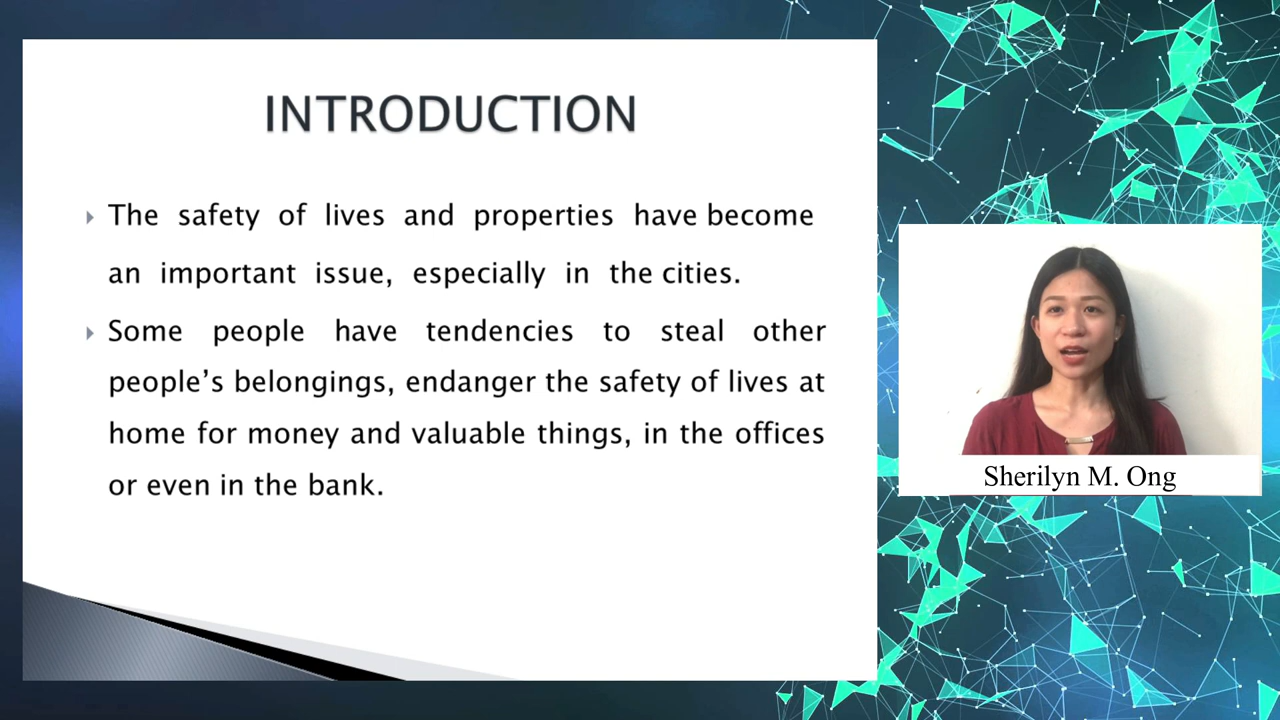 INTRODUCTION
The safety of lives and properties have become
an important issue, especially in the cities.
Some people have tendencies to steal other
people’s belongings, endanger the safety of lives at
home for money and valuable things, in the offices
or even in the bank.
Sherilyn M. Ong